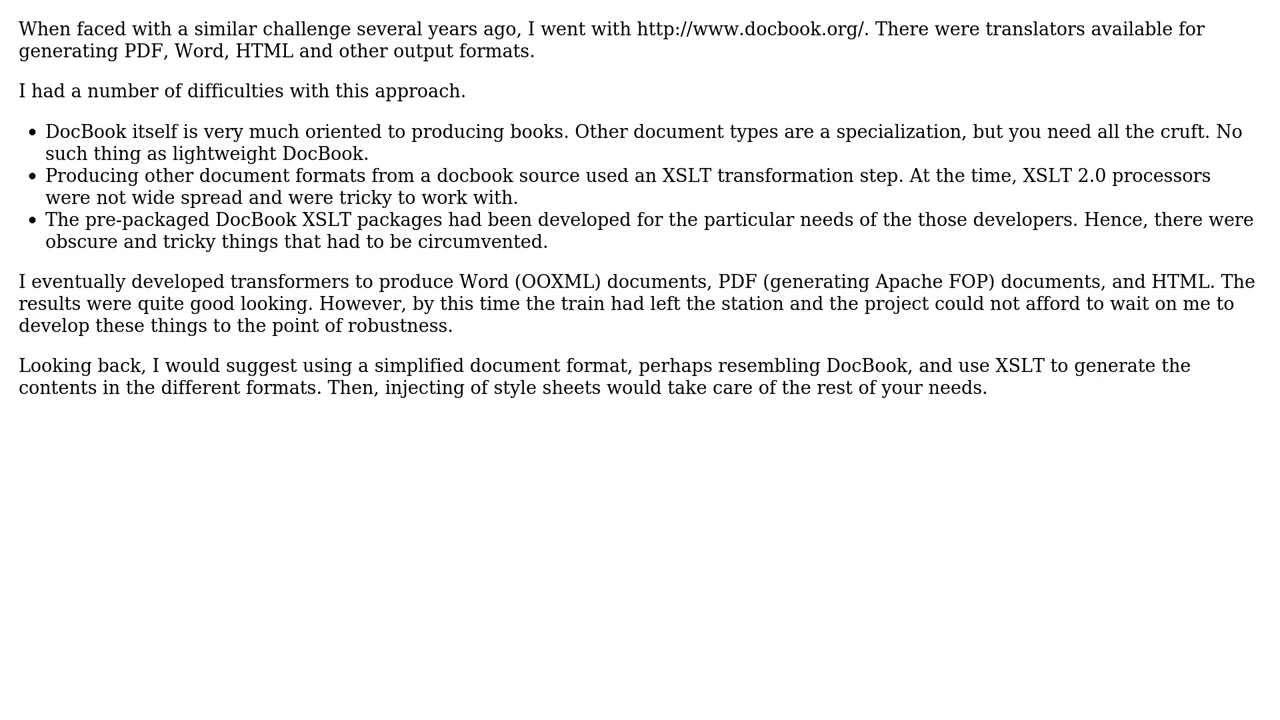 When faced with a similar challenge several years ago, I went with http://www.docbook.org/. There were translators available for
generating PDF, Word, HTML and other output formats.
I had a number of difficulties with this approach.
• DocBook itself is very much oriented to producing books. Other document types are a specialization, but you need all the cruft. No
such thing as lightweight DocBook.
• Producing other document formats from a docbook source used an XSLT transformation step. At the time, XSLT 2.0 processors
were not wide spread and were tricky to work with.
• The pre-packaged DocBook XSLT packages had been developed for the particular needs of the those developers. Hence, there were
obscure and tricky things that had to be circumvented.
I eventually developed transformers to produce Word (OOXML) documents, PDF (generating Apache FOP) documents, and HTML. The
results were quite good looking. However, by this time the train had left the station and the project could not afford to wait on me to
develop these things to the point of robustness.
Looking back, I would suggest using a simplified document format, perhaps resembling DocBook, and use XSLT to generate the
contents in the different formats. Then, injecting of style sheets would take care of the rest of your needs.